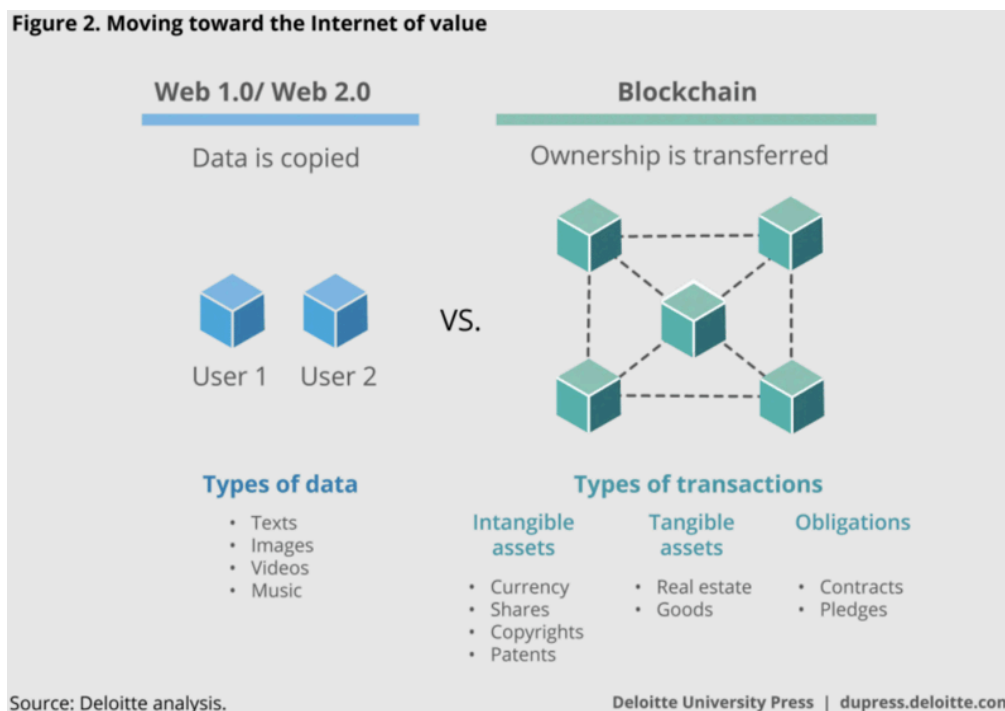 Figure 2. Moving toward the Internet of value
Web 1.0/ Web 2.0
Data is copied
User 1 User 2
VS.
Blockchain
Ownership is transferred
Types of data
• Texts
• Images
• Videos
• Music
Types of transactions
Intangible
assets
• Currency
• Shares
• Copyrights
• Patents
Tangible
assets
• Real estate
• Goods
Obligations
• Contracts
• Pledges
Source: Deloitte analysis.
Deloitte University Press | dupress.deloitte.com